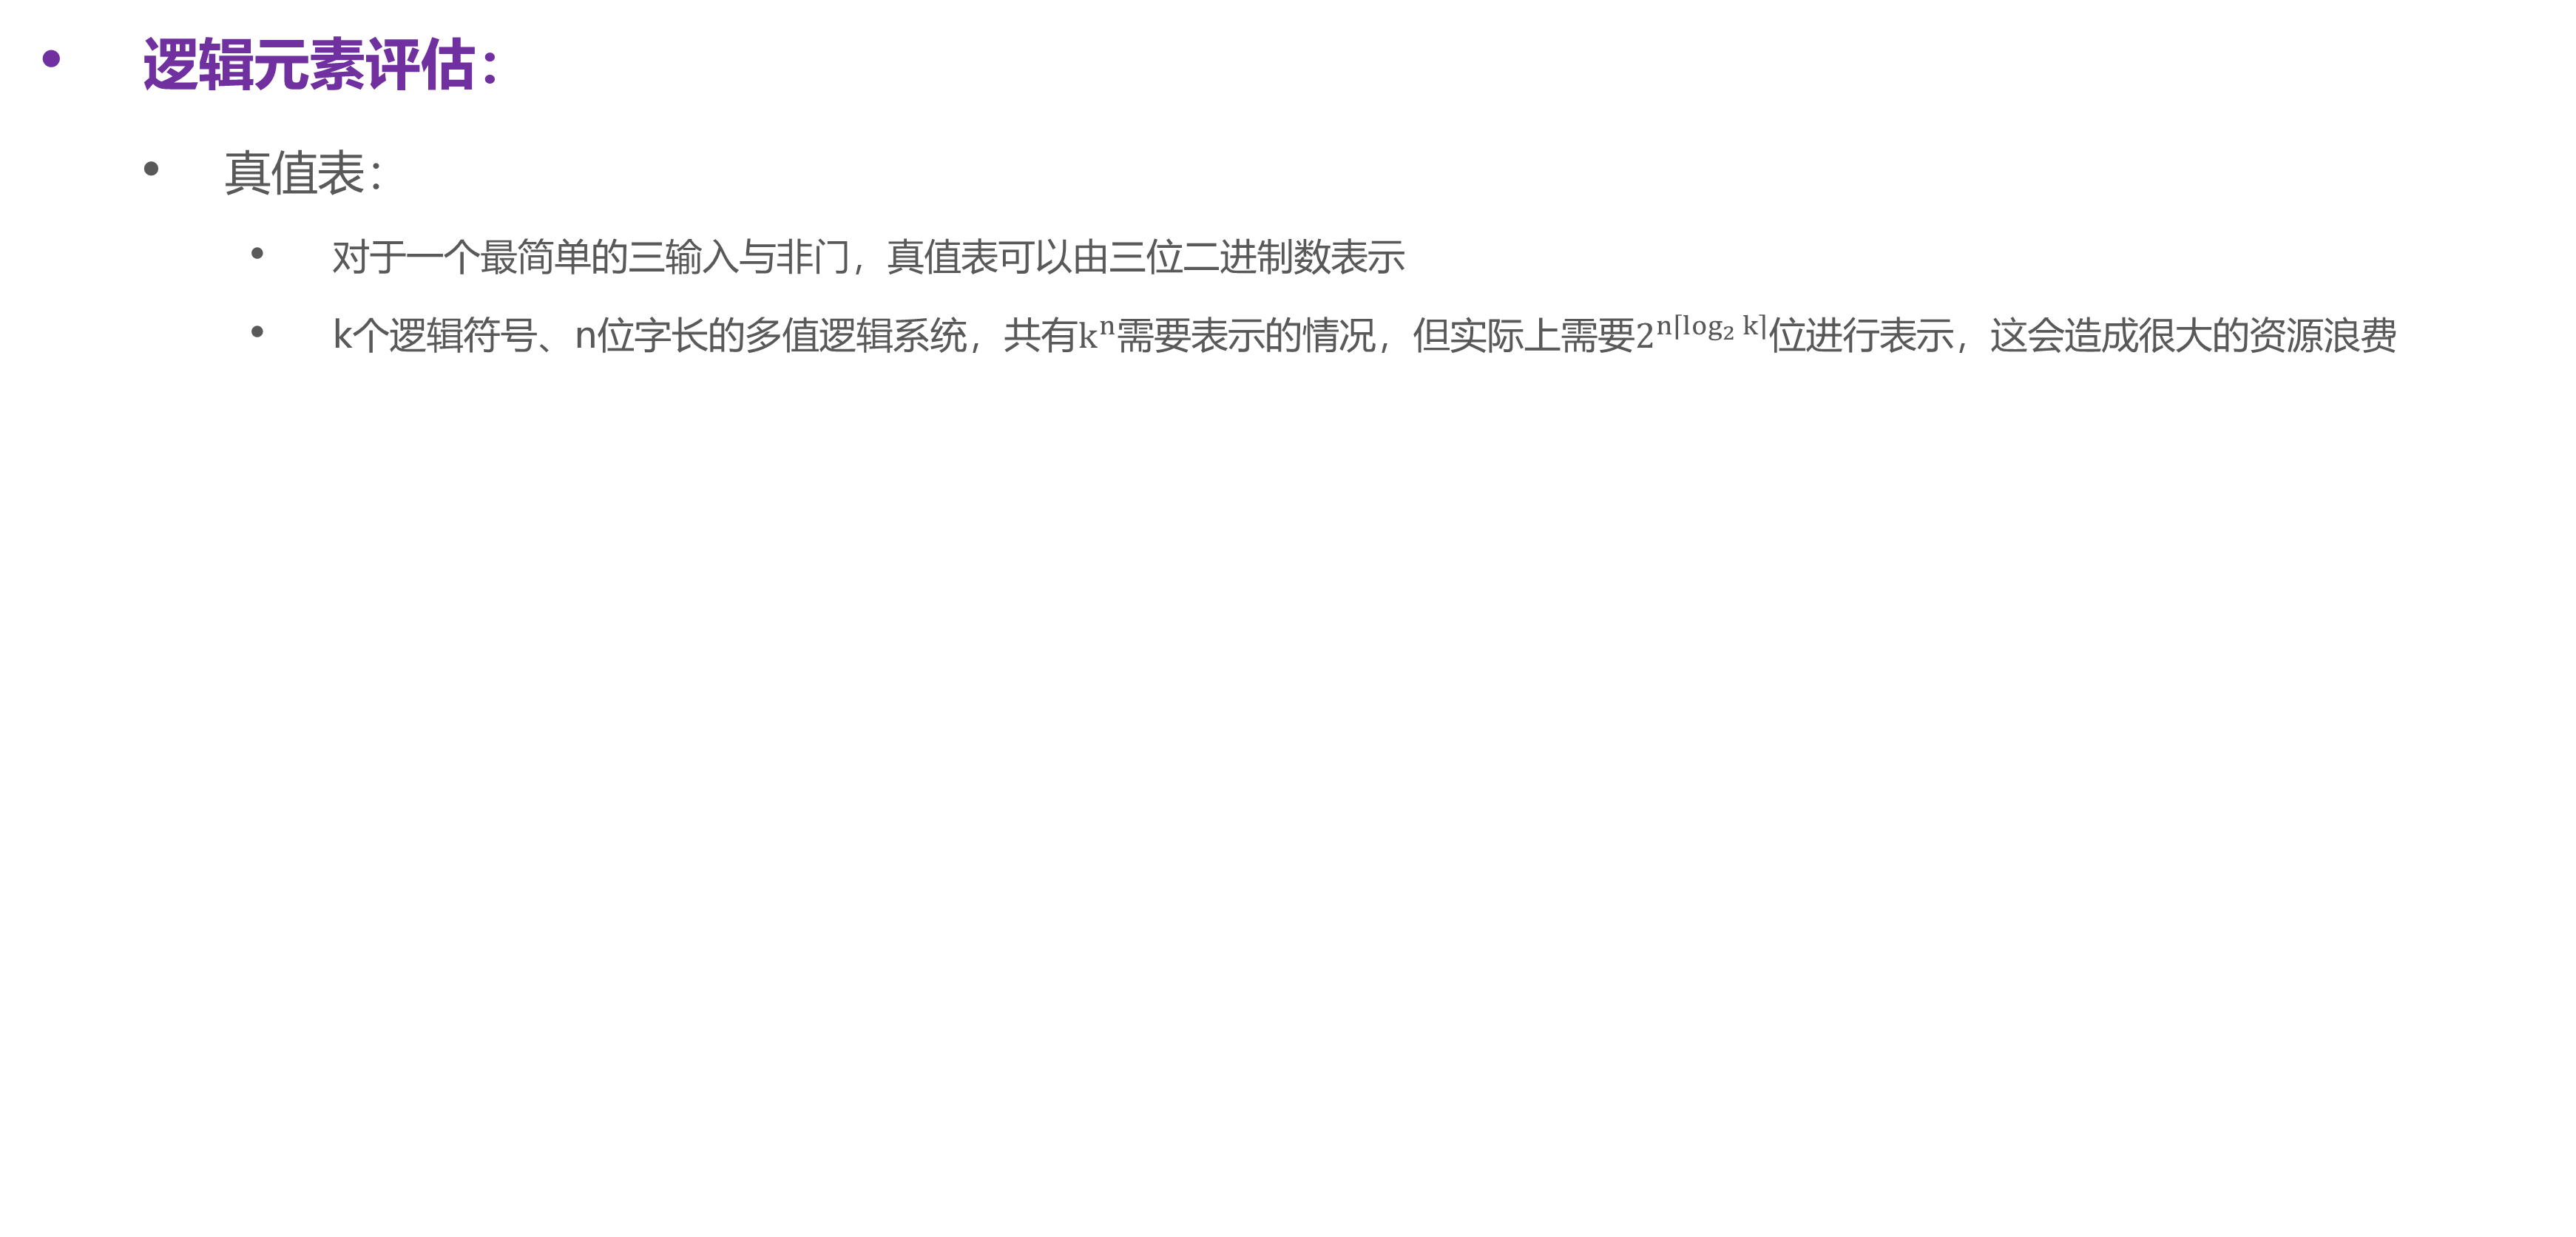 • 逻辑元素评估：
• 真值表：
• 对于一个最简单的三输入与非门，真值表可以由三位二进制数表示
• k个逻辑符号、n位字长的多值逻辑系统，共有kⁿ需要表示的情况，但实际上需要2^{n⌈log₂ k⌉}位进行表示，这会造成很大的资源浪费